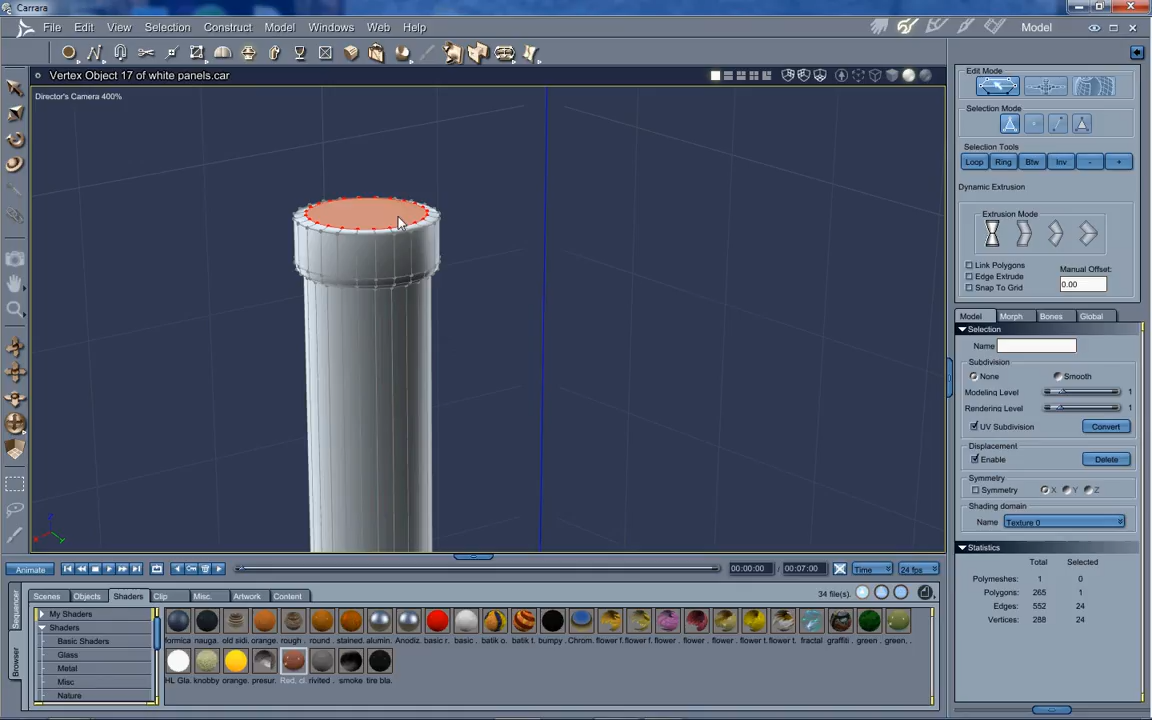 Carrara
File Edit View Selection Construct Model Windows Web Help
Model
Vertex Object 17 of white panels.car
Director's Camera 400%
Edit Mode
Selection Mode
Selection Tools
Loop Ring Btw Inv - +
Dynamic Extrusion
Extrusion Mode
Link Polygons
Edge Extrude
Snap To Grid
Manual Offset:
0.00
Model Morph Bones Global
Selection
Name
Subdivision
None Smooth
Modeling Level 1
Rendering Level 1
UV Subdivision Convert
Displacement
Enable Delete
Symmetry
Symmetry X Y Z
Shading domain
Name Texture 0
Statistics
Total Selected
Polymeshes: 1 0
Polygons: 265 1
Edges: 552 24
Vertices: 288 24
Animate 00:00:00 / 00:07:00 Time 24 fps
Scenes Objects Shaders Clip Misc. Artwork Content 34 file(s).
Sequencer
Browser
My Shaders
Shaders
Basic Shaders
Glass
Metal
Misc
Nature
formica nauga. old sidi. orange. rough . round . stained. alumin. Anodiz. basic r. basic . batik o. batik t. bumpy . Chrom. flower f. flower f. flower f. flower f. flower f. flower t. flower t. fractal graffiti . green . green, .
HL Gla. knobby orange. presur. Red, cl. rivited . smoke tire bla.